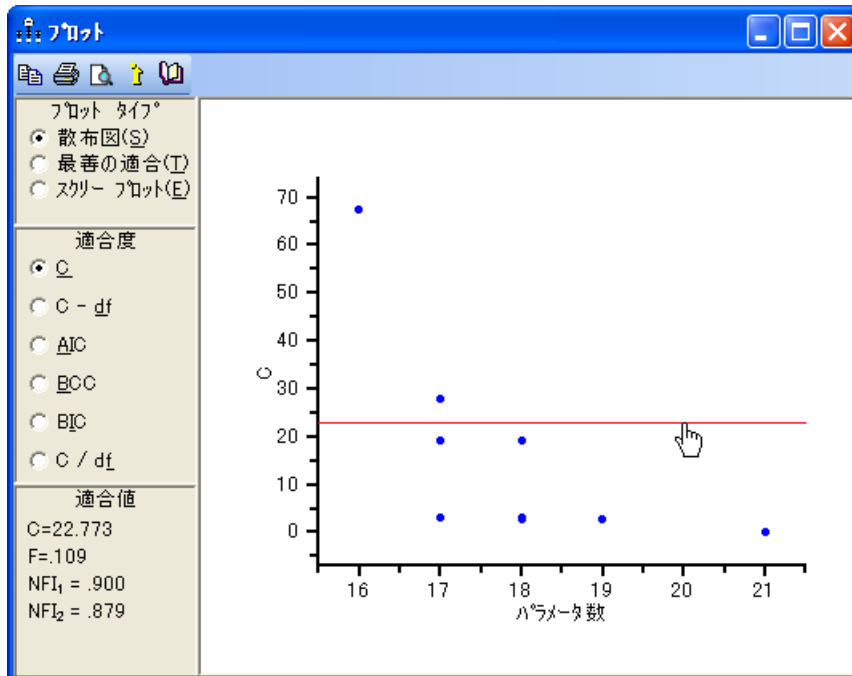 プロット
プロット タイプ
散布図(S)
最善の適合(T)
スクリー プロット(E)
適合度
C
C - df
AIC
BCC
BIC
C / df
適合値
C=22.773
F=.109
NFI₁ = .900
NFI₂ = .879
70
60
50
40
30
20
10
0
C
16 17 18 19 20 21
パラメータ数